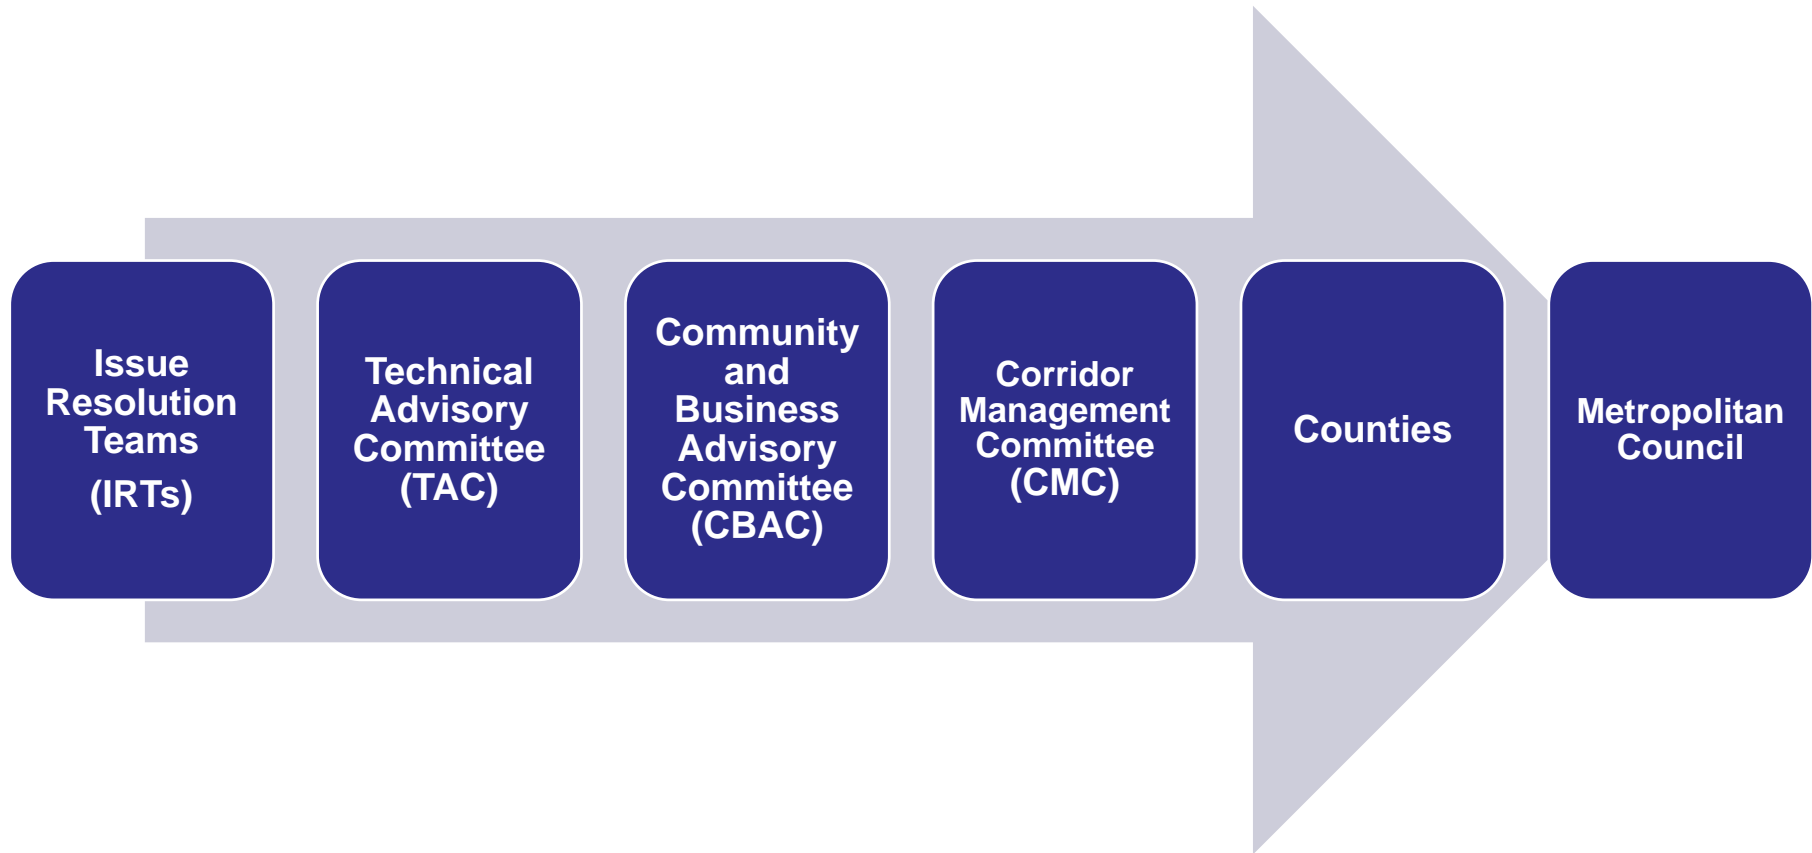 Issue
Resolution
Teams
(IRTs)
Technical
Advisory
Committee
(TAC)
Community
and
Business
Advisory
Committee
(CBAC)
Corridor
Management
Committee
(CMC)
Counties
Metropolitan
Council